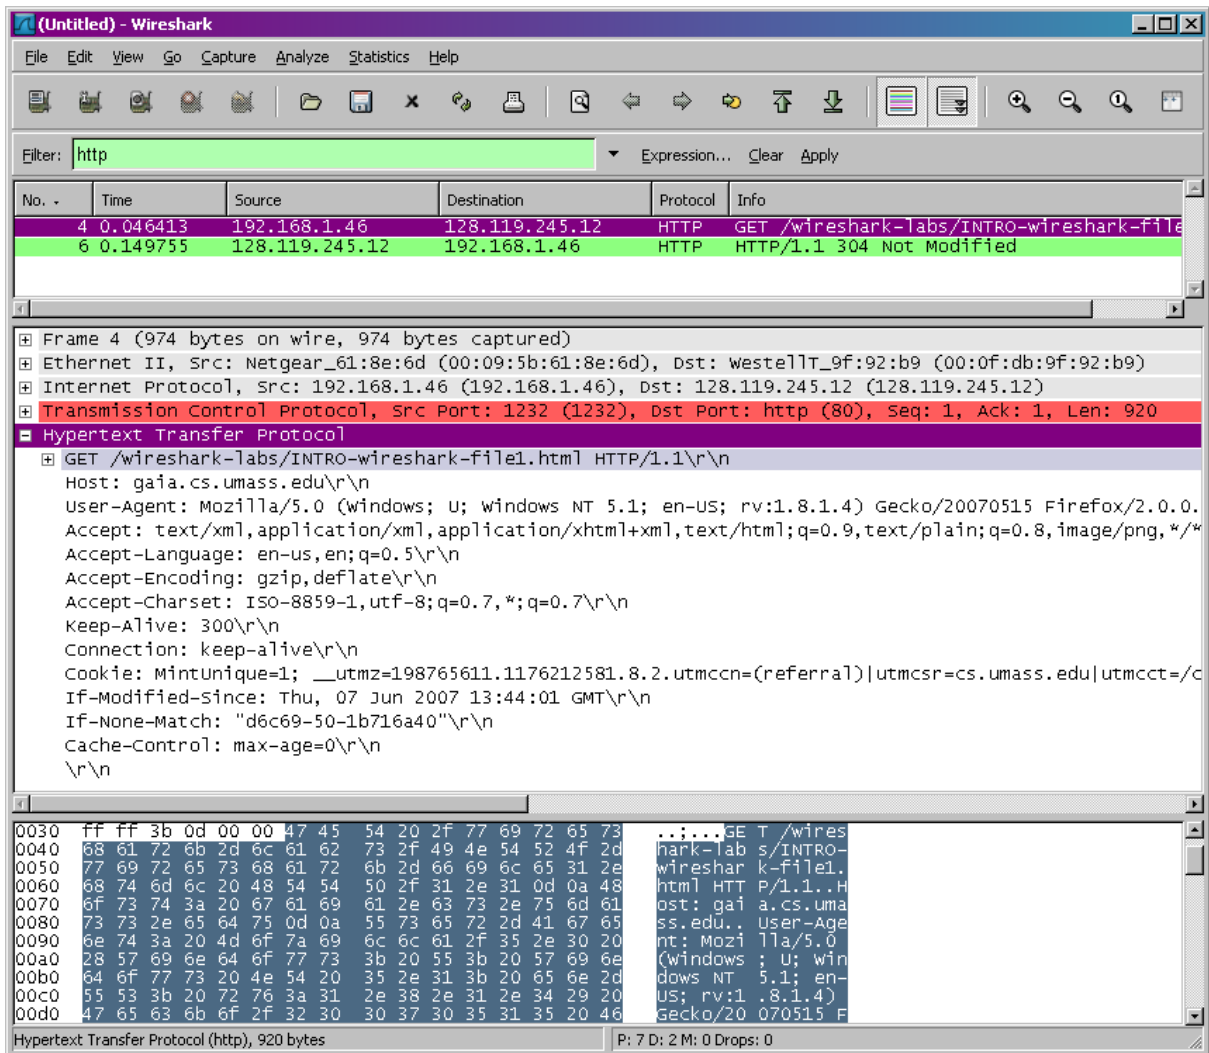 (Untitled) - Wireshark
File Edit View Go Capture Analyze Statistics Help
Filter: http Expression... Clear Apply
No. Time Source Destination Protocol Info
4 0.046413 192.168.1.46 128.119.245.12 HTTP GET /wireshark-labs/INTRO-wireshark-file
6 0.149755 128.119.245.12 192.168.1.46 HTTP HTTP/1.1 304 Not Modified
Frame 4 (974 bytes on wire, 974 bytes captured)
Ethernet II, Src: Netgear_61:8e:6d (00:09:5b:61:8e:6d), Dst: WestellT_9f:92:b9 (00:0f:db:9f:92:b9)
Internet Protocol, Src: 192.168.1.46 (192.168.1.46), Dst: 128.119.245.12 (128.119.245.12)
Transmission Control Protocol, Src Port: 1232 (1232), Dst Port: http (80), Seq: 1, Ack: 1, Len: 920
Hypertext Transfer Protocol
GET /wireshark-labs/INTRO-wireshark-file1.html HTTP/1.1\r\n
Host: gaia.cs.umass.edu\r\n
User-Agent: Mozilla/5.0 (Windows; U; Windows NT 5.1; en-US; rv:1.8.1.4) Gecko/20070515 Firefox/2.0.0.
Accept: text/xml,application/xml,application/xhtml+xml,text/html;q=0.9,text/plain;q=0.8,image/png,*/*
Accept-Language: en-us,en;q=0.5\r\n
Accept-Encoding: gzip,deflate\r\n
Accept-Charset: ISO-8859-1,utf-8;q=0.7,*;q=0.7\r\n
Keep-Alive: 300\r\n
Connection: keep-alive\r\n
Cookie: MintUnique=1; __utmz=198765611.1176212581.8.2.utmccn=(referral)|utmcsr=cs.umass.edu|utmcct=/c
If-Modified-Since: Thu, 07 Jun 2007 13:44:01 GMT\r\n
If-None-Match: "d6c69-50-1b716a40"\r\n
Cache-Control: max-age=0\r\n
\r\n
0030 ff ff 3b 0d 00 00 47 45 54 20 2f 77 69 72 65 73 ..;...GE T /wires
0040 68 61 72 6b 2d 6c 61 62 73 2f 49 4e 54 52 4f 2d hark-lab s/INTRO-
0050 77 69 72 65 73 68 61 72 6b 2d 66 69 6c 65 31 2e wireshar k-file1.
0060 68 74 6d 6c 20 48 54 54 50 2f 31 2e 31 0d 0a 48 html HTT P/1.1..H
0070 6f 73 74 3a 20 67 61 69 61 2e 63 73 2e 75 6d 61 ost: gai a.cs.uma
0080 73 73 2e 65 64 75 0d 0a 55 73 65 72 2d 41 67 65 ss.edu.. User-Age
0090 6e 74 3a 20 4d 6f 7a 69 6c 6c 61 2f 35 2e 30 20 nt: Mozi lla/5.0
00a0 28 57 69 6e 64 6f 77 73 3b 20 55 3b 20 57 69 6e (Windows ; U; Win
00b0 64 6f 77 73 20 4e 54 20 35 2e 31 3b 20 65 6e 2d dows NT 5.1; en-
00c0 55 53 3b 20 72 76 3a 31 2e 38 2e 31 2e 34 29 20 US; rv:1 .8.1.4)
00d0 47 65 63 6b 6f 2f 32 30 30 37 30 35 31 35 20 46 Gecko/20 070515 F
Hypertext Transfer Protocol (http), 920 bytes P: 7 D: 2 M: 0 Drops: 0